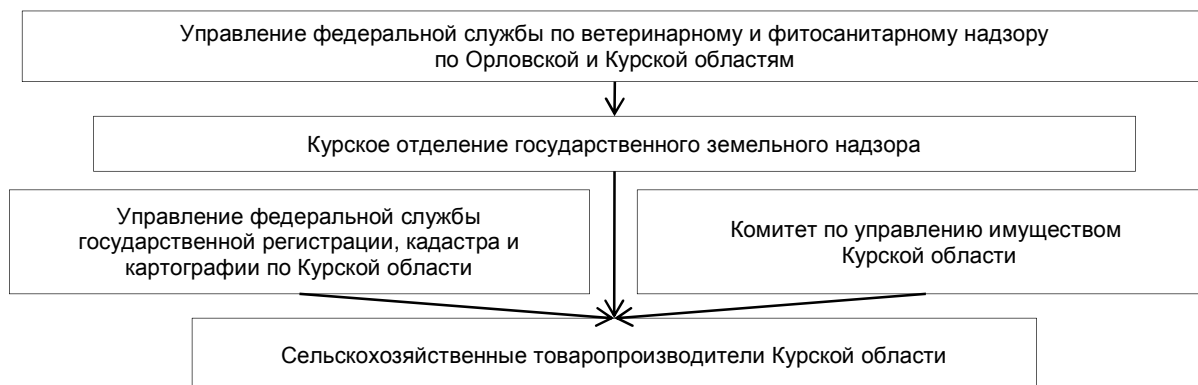 Управление федеральной службы по ветеринарному и фитосанитарному надзору
по Орловской и Курской областям
Курское отделение государственного земельного надзора
Управление федеральной службы
государственной регистрации, кадастра и
картографии по Курской области
Комитет по управлению имуществом
Курской области
Сельскохозяйственные товаропроизводители Курской области